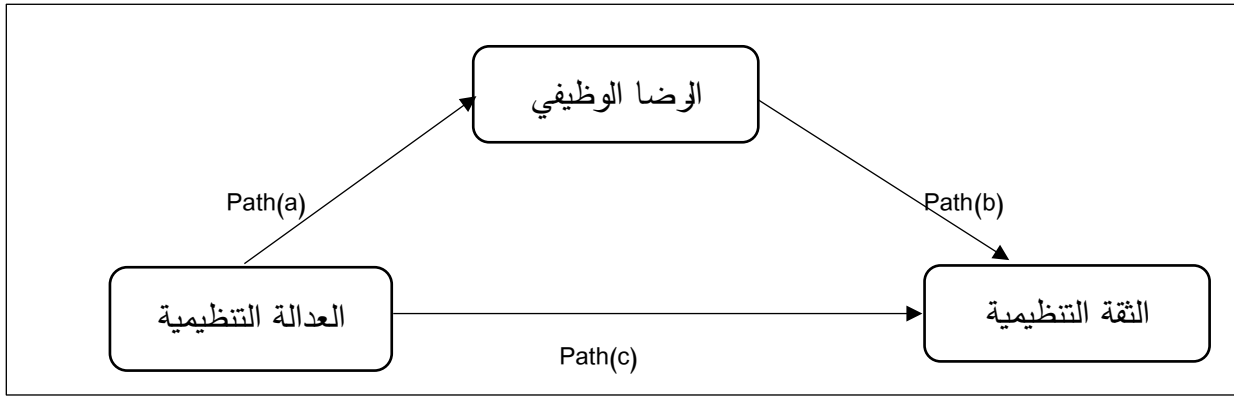 الرضا الوظيفي
Path(a)
Path(b)
العدالة التنظيمية
الثقة التنظيمية
Path(c)